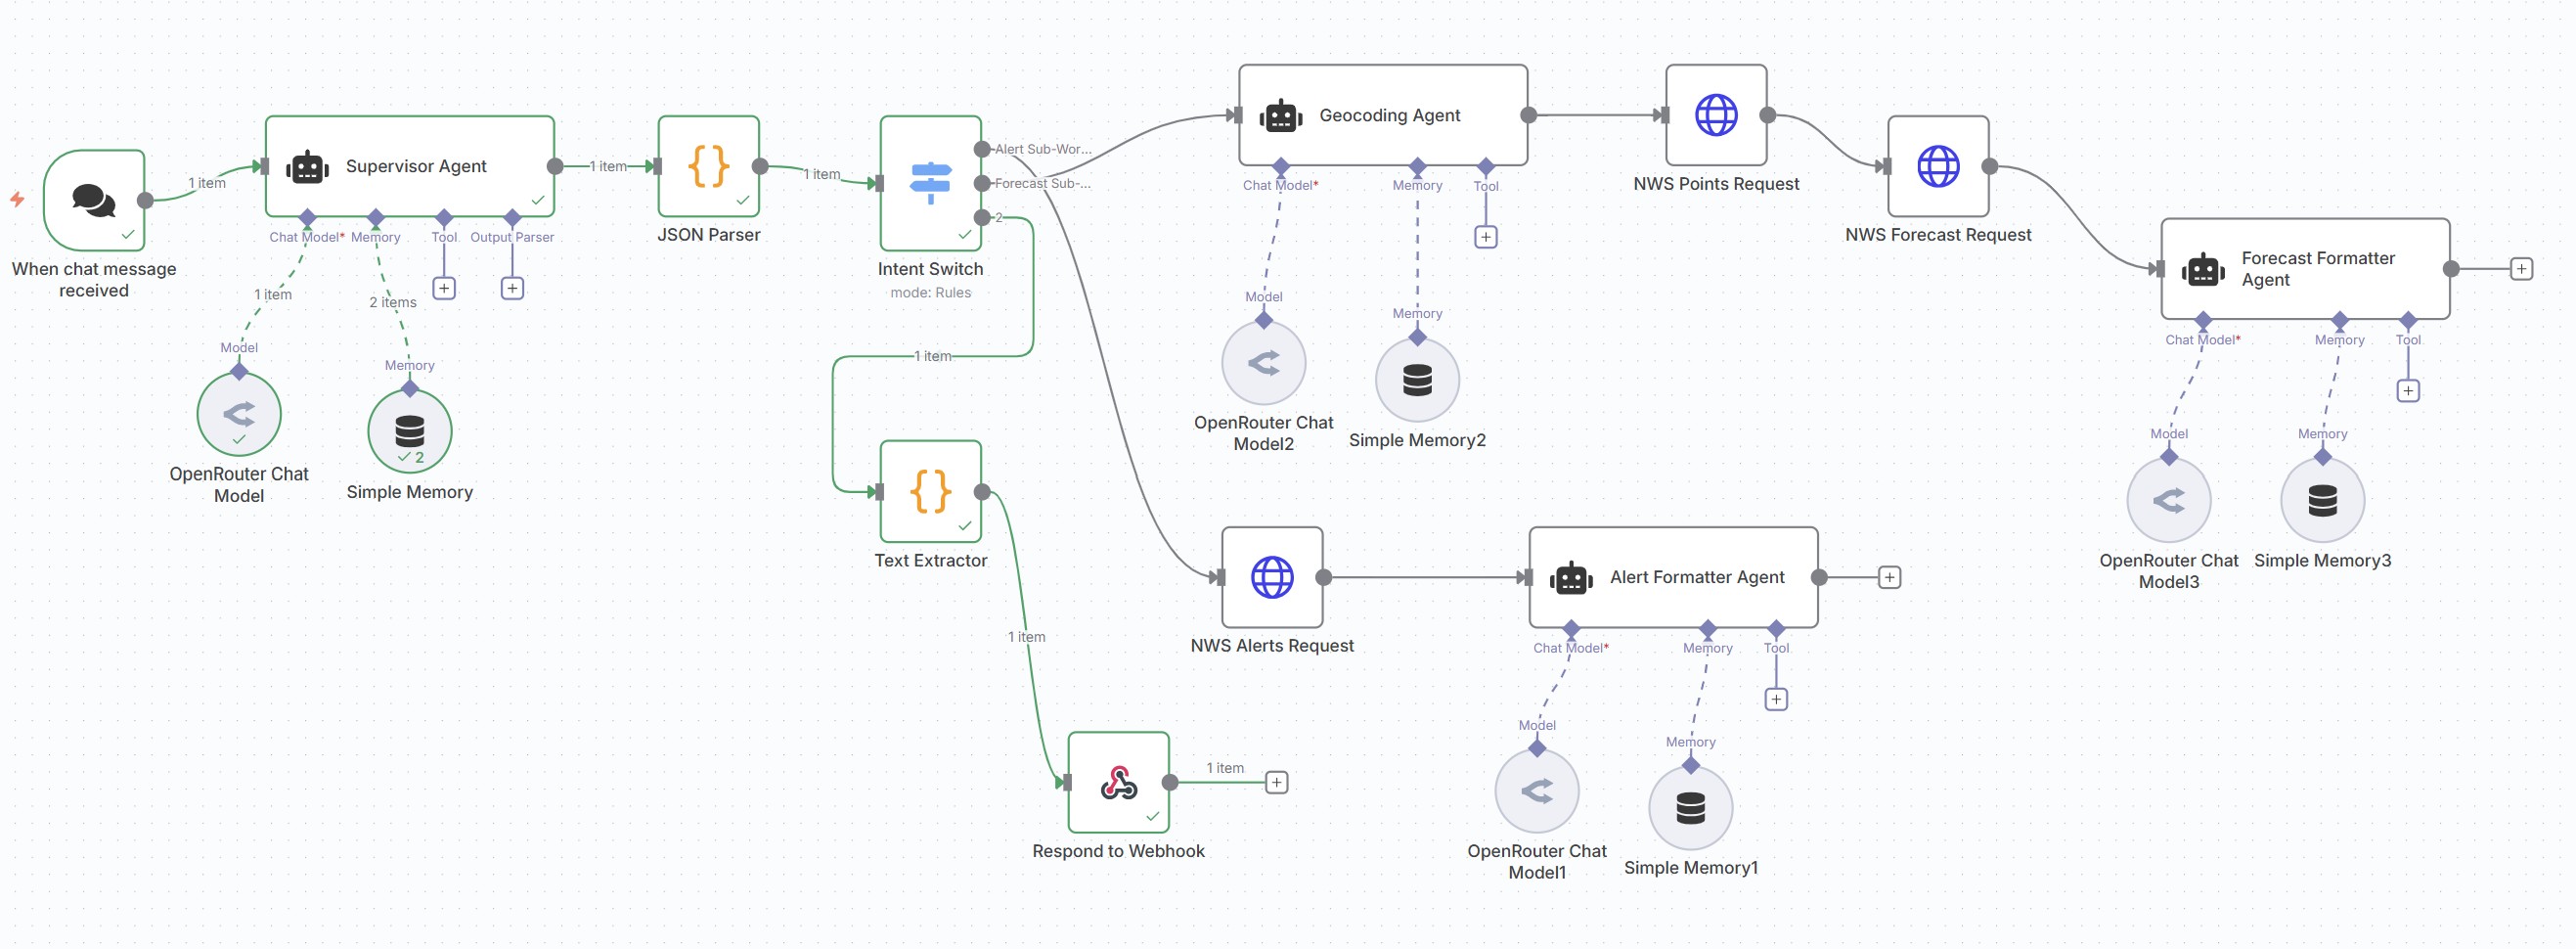 When chat message
received
1 item
Supervisor Agent
Chat Model*
Memory
Tool
Output Parser
1 item
2 items
Model
Memory
OpenRouter Chat
Model
2
Simple Memory
1 item
JSON Parser
1 item
Intent Switch
mode: Rules
Alert Sub-Wor...
Forecast Sub-...
2
1 item
Text Extractor
1 item
Respond to Webhook
1 item
Geocoding Agent
Chat Model*
Memory
Tool
Model
Memory
OpenRouter Chat
Model2
Simple Memory2
NWS Points Request
NWS Forecast Request
Forecast Formatter
Agent
Chat Model*
Memory
Tool
Model
Memory
OpenRouter Chat
Model3
Simple Memory3
NWS Alerts Request
Alert Formatter Agent
Chat Model*
Memory
Tool
Model
Memory
OpenRouter Chat
Model1
Simple Memory1